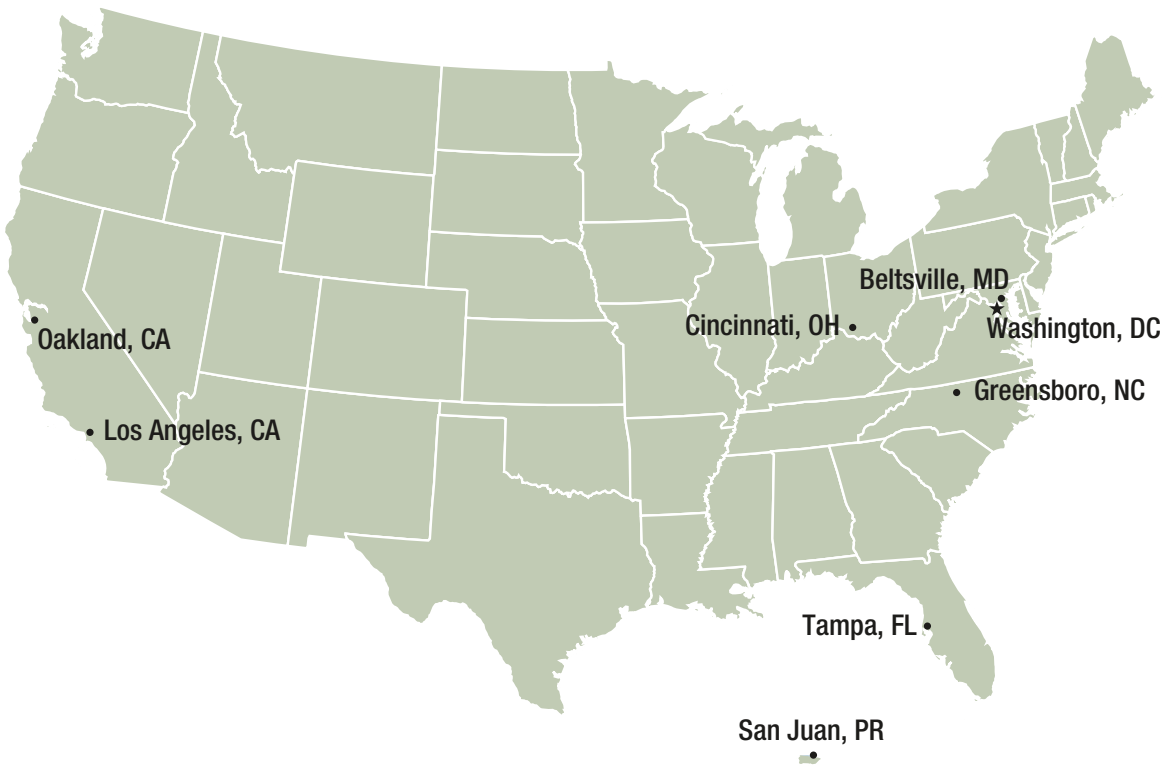 Beltsville, MD
Cincinnati, OH
Washington, DC
Oakland, CA
Greensboro, NC
Los Angeles, CA
Tampa, FL
San Juan, PR